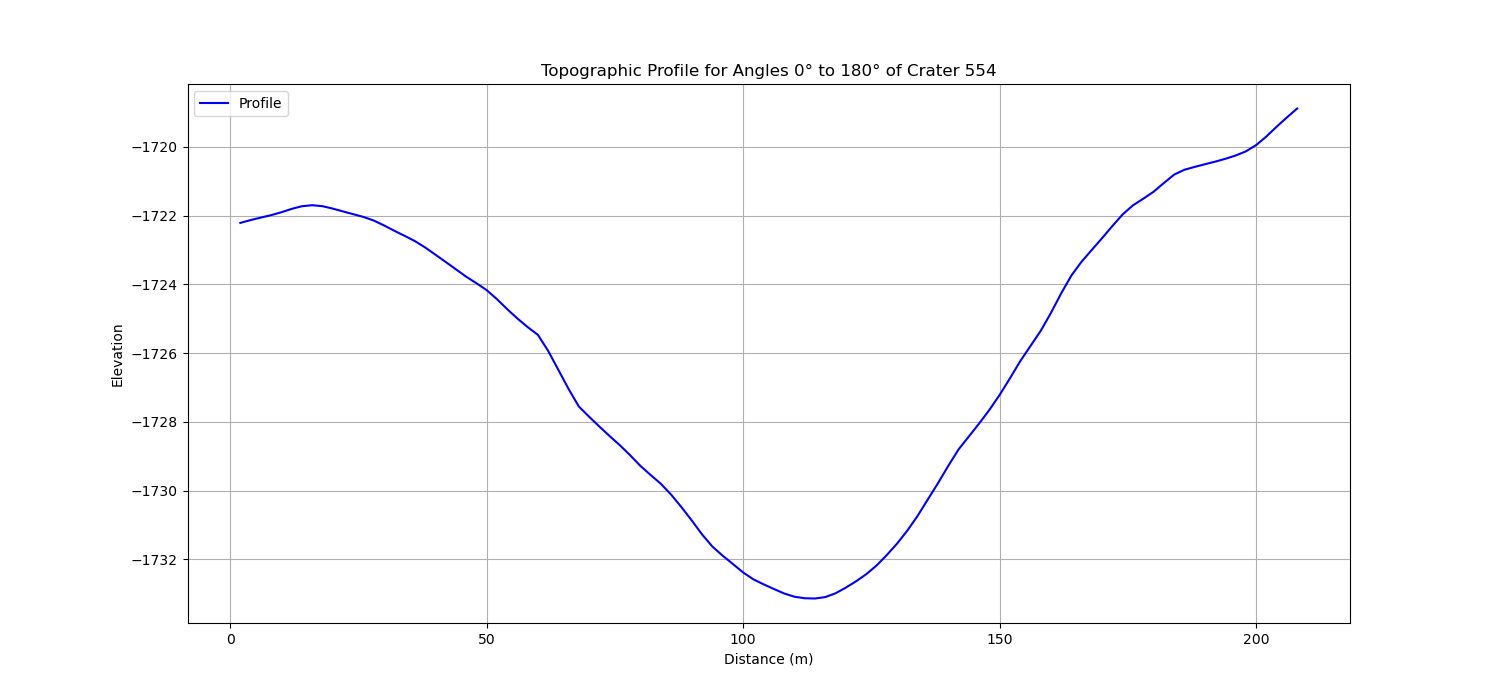 Topographic Profile for Angles 0° to 180° of Crater 554
Profile
−1720
−1722
−1724
−1726
−1728
−1730
−1732
Elevation
0 50 100 150 200
Distance (m)